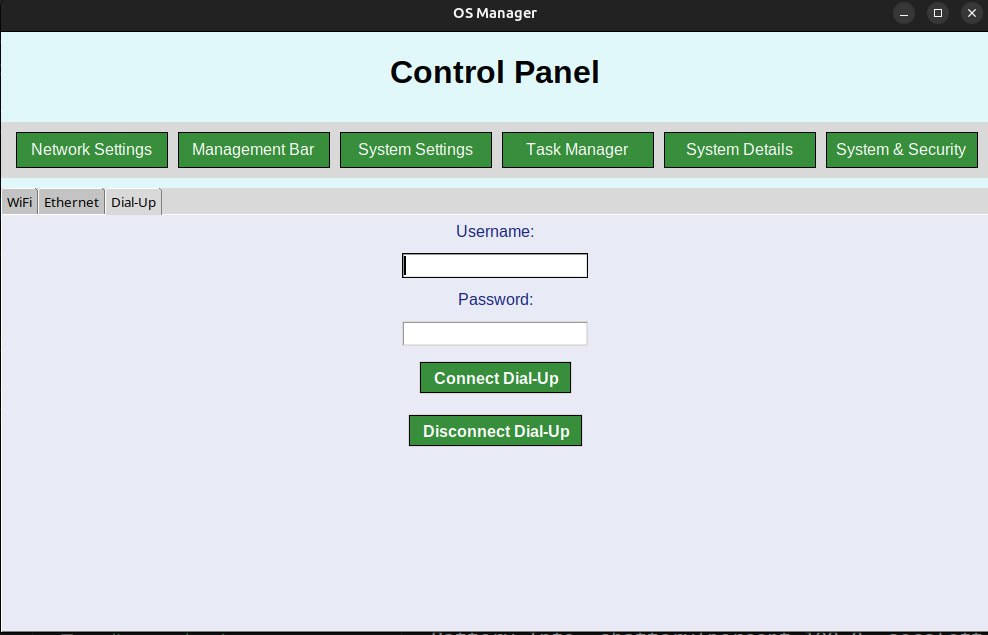 OS Manager
Control Panel
Network Settings Management Bar System Settings Task Manager System Details System & Security
WiFi Ethernet Dial-Up
Username:
Password:
Connect Dial-Up
Disconnect Dial-Up